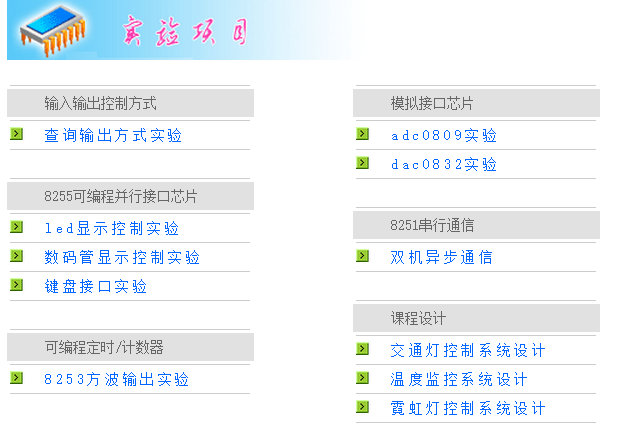 实验项目
输入输出控制方式
查询输出方式实验
8255可编程并行接口芯片
led显示控制实验
数码管显示控制实验
键盘接口实验
可编程定时/计数器
8253方波输出实验
模拟接口芯片
adc0809实验
dac0832实验
8251串行通信
双机异步通信
课程设计
交通灯控制系统设计
温度监控系统设计
霓虹灯控制系统设计